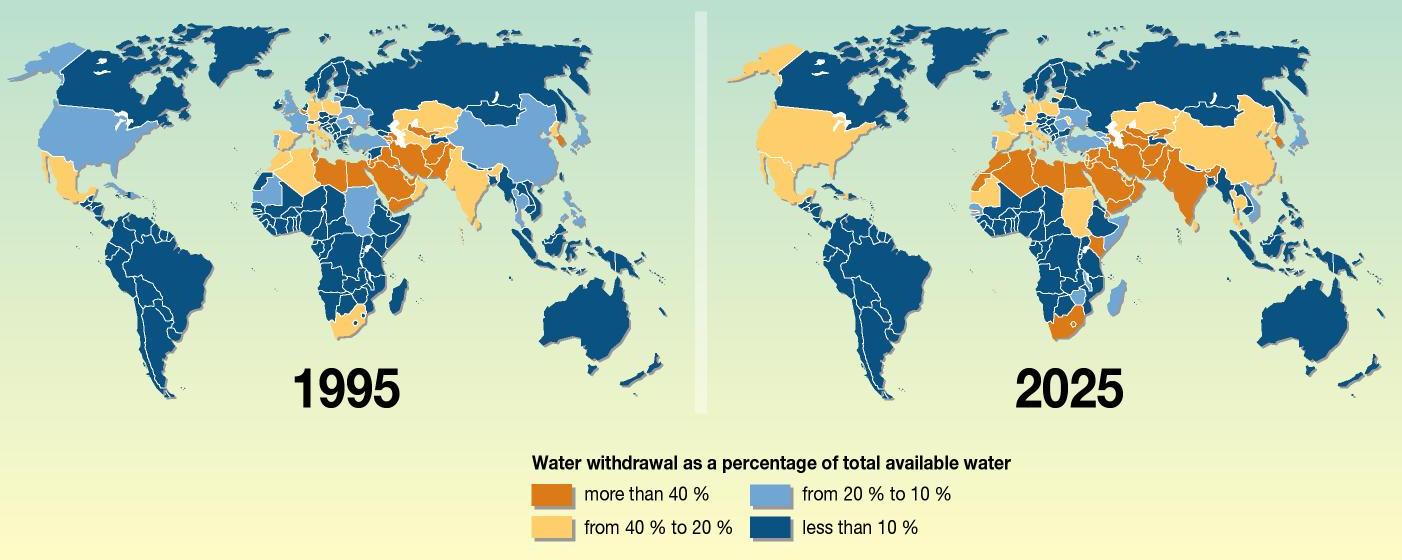 1995
2025
Water withdrawal as a percentage of total available water
more than 40 %
from 20 % to 10 %
from 40 % to 20 %
less than 10 %